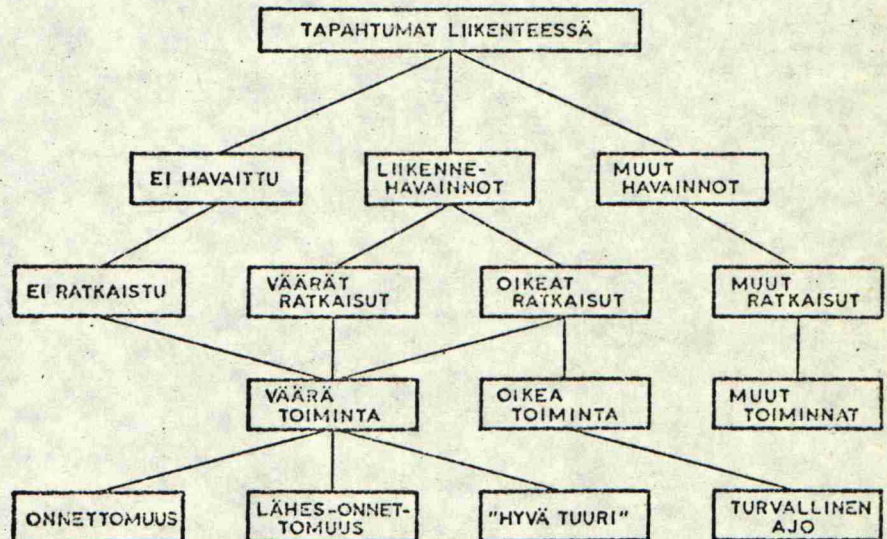 TAPAHTUMAT LIIKENTEESSÄ
EI HAVAITTU
LIIKENNE-
HAVAINNOT
MUUT
HAVAINNOT
EI RATKAISTU
VÄÄRÄT
RATKAISUT
OIKEAT
RATKAISUT
MUUT
RATKAISUT
VÄÄRÄ
TOIMINTA
OIKEA
TOIMINTA
MUUT
TOIMINNAT
ONNETTOMUUS
LÄHES-ONNET-
TOMUUS
"HYVÄ TUURI"
TURVALLINEN
AJO